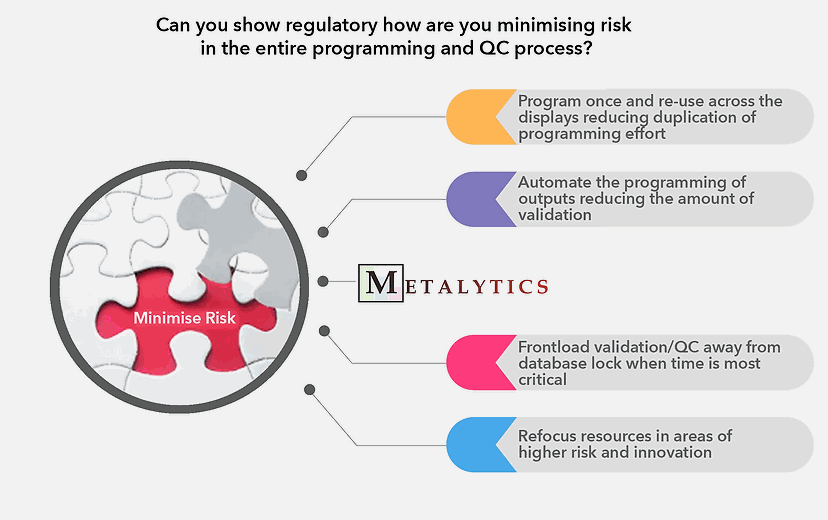 Can you show regulatory how are you minimising risk
in the entire programming and QC process?
Program once and re-use across the
displays reducing duplication of
programming effort
Automate the programming of
outputs reducing the amount of
validation
Minimise Risk
METALYTICS
Frontload validation/QC away from
database lock when time is most
critical
Refocus resources in areas of
higher risk and innovation